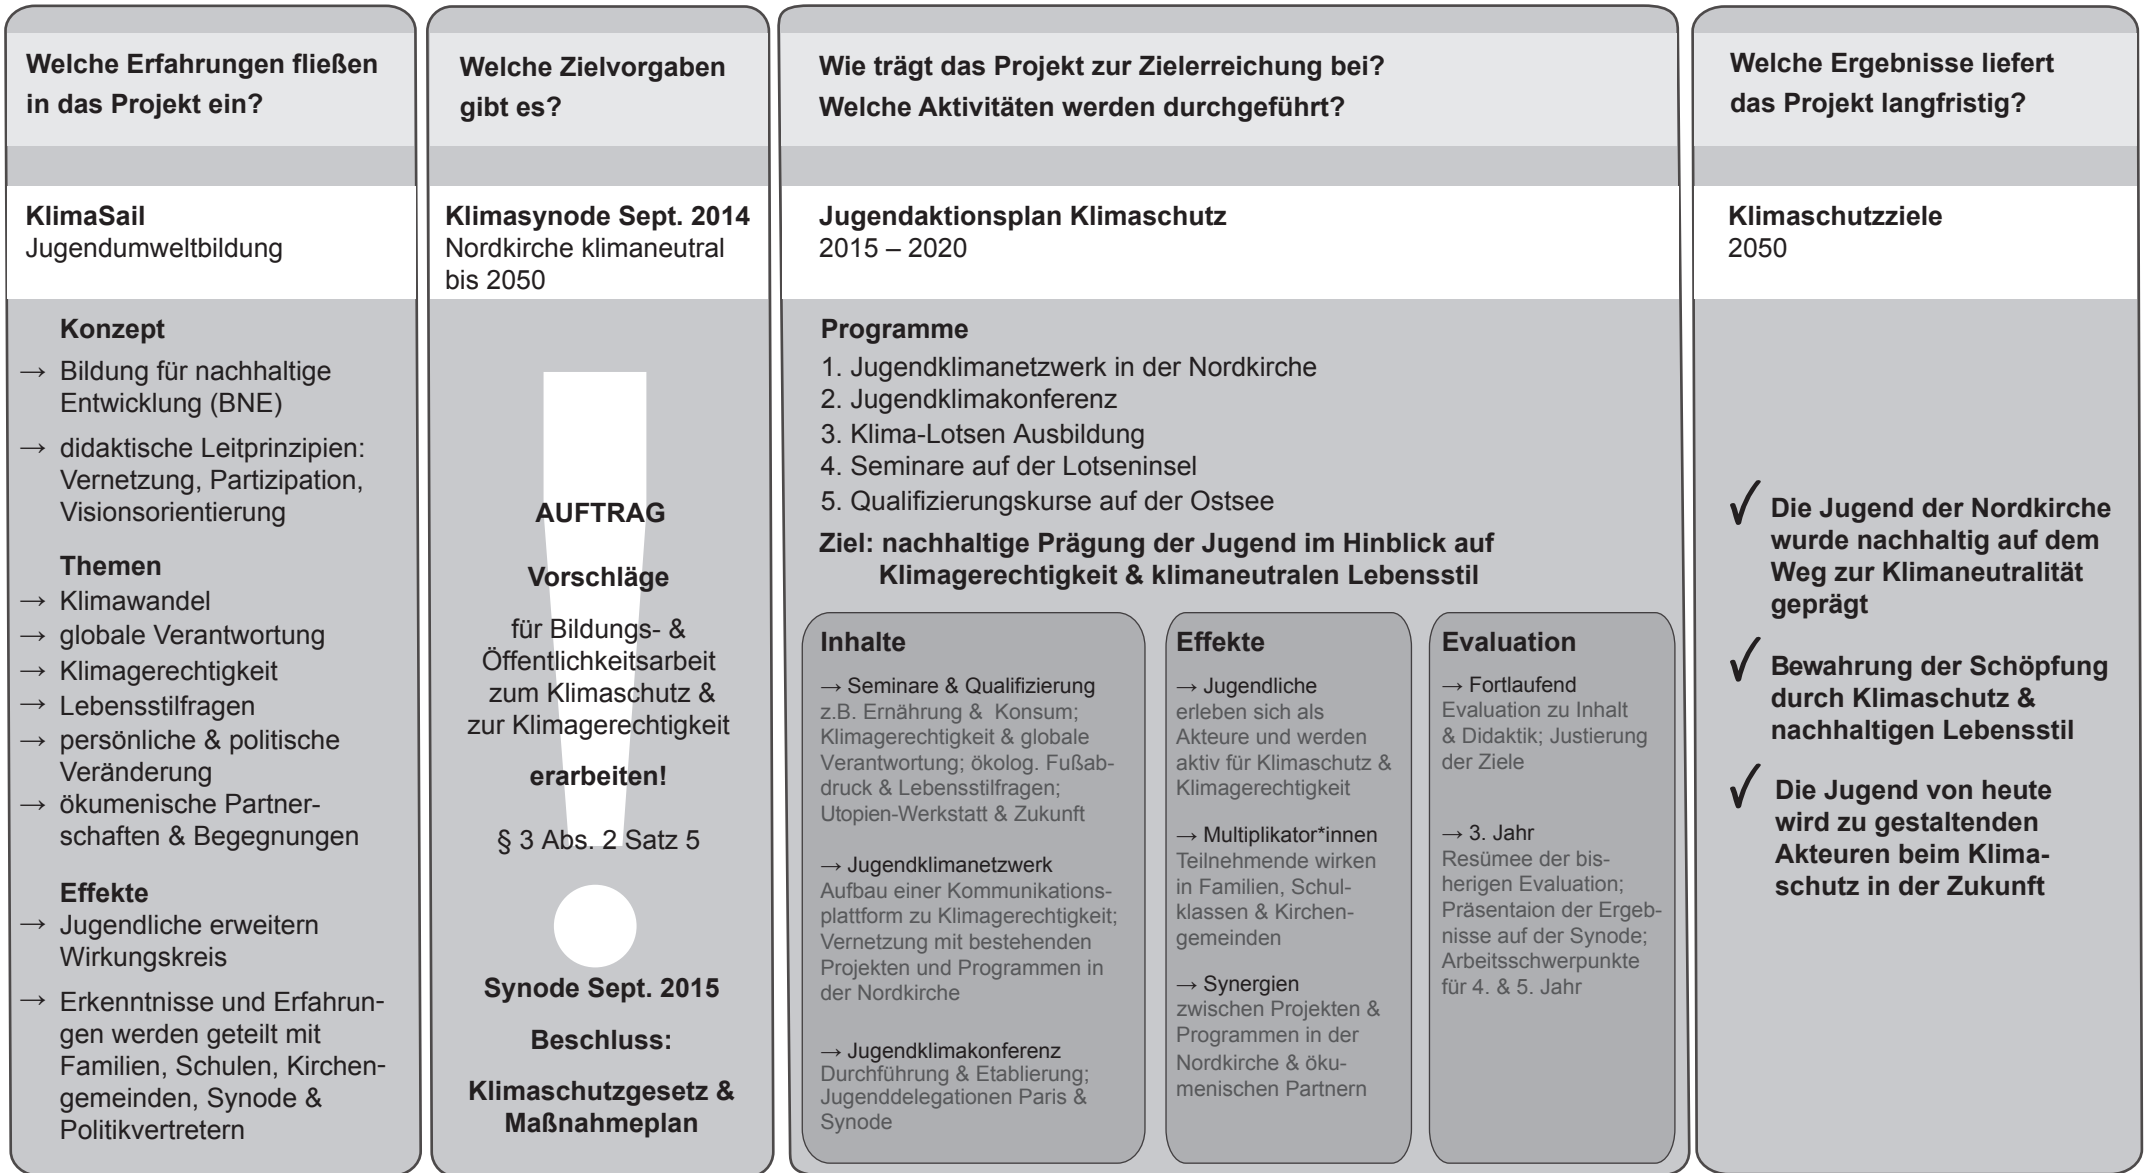 Welche Erfahrungen fließen
in das Projekt ein?
KlimaSail
Jugendumweltbildung
Konzept
→ Bildung für nachhaltige
Entwicklung (BNE)
→ didaktische Leitprinzipien:
Vernetzung, Partizipation,
Visionsorientierung
Themen
→ Klimawandel
→ globale Verantwortung
→ Klimagerechtigkeit
→ Lebensstilfragen
→ persönliche & politische
Veränderung
→ ökumenische Partner-
schaften & Begegnungen
Effekte
→ Jugendliche erweitern
Wirkungskreis
→ Erkenntnisse und Erfahrun-
gen werden geteilt mit
Familien, Schulen, Kirchen-
gemeinden, Synode &
Politikvertretern
Welche Zielvorgaben
gibt es?
Klimasynode Sept. 2014
Nordkirche klimaneutral
bis 2050
AUFTRAG
Vorschläge
für Bildungs- &
Öffentlichkeitsarbeit
zum Klimaschutz &
zur Klimagerechtigkeit
erarbeiten!
§ 3 Abs. 2 Satz 5
Synode Sept. 2015
Beschluss:
Klimaschutzgesetz &
Maßnahmeplan
Wie trägt das Projekt zur Zielerreichung bei?
Welche Aktivitäten werden durchgeführt?
Jugendaktionsplan Klimaschutz
2015 – 2020
Programme
1. Jugendklimanetzwerk in der Nordkirche
2. Jugendklimakonferenz
3. Klima-Lotsen Ausbildung
4. Seminare auf der Lotseninsel
5. Qualifizierungskurse auf der Ostsee
Ziel: nachhaltige Prägung der Jugend im Hinblick auf
Klimagerechtigkeit & klimaneutralen Lebensstil
Inhalte
→ Seminare & Qualifizierung
z.B. Ernährung & Konsum;
Klimagerechtigkeit & globale
Verantwortung; ökolog. Fußab-
druck & Lebensstilfragen;
Utopien-Werkstatt & Zukunft
→ Jugendklimanetzwerk
Aufbau einer Kommunikations-
plattform zu Klimagerechtigkeit;
Vernetzung mit bestehenden
Projekten und Programmen in
der Nordkirche
→ Jugendklimakonferenz
Durchführung & Etablierung;
Jugenddelegationen Paris &
Synode
Effekte
→ Jugendliche
erleben sich als
Akteure und werden
aktiv für Klimaschutz &
Klimagerechtigkeit
→ Multiplikator*innen
Teilnehmende wirken
in Familien, Schul-
klassen & Kirchen-
gemeinden
→ Synergien
zwischen Projekten &
Programmen in der
Nordkirche & öku-
menischen Partnern
Evaluation
→ Fortlaufend
Evaluation zu Inhalt
& Didaktik; Justierung
der Ziele
→ 3. Jahr
Resümee der bis-
herigen Evaluation;
Präsentaion der Ergeb-
nisse auf der Synode;
Arbeitsschwerpunkte
für 4. & 5. Jahr
Welche Ergebnisse liefert
das Projekt langfristig?
Klimaschutzziele
2050
✓ Die Jugend der Nordkirche
wurde nachhaltig auf dem
Weg zur Klimaneutralität
geprägt
✓ Bewahrung der Schöpfung
durch Klimaschutz &
nachhaltigen Lebensstil
✓ Die Jugend von heute
wird zu gestaltenden
Akteuren beim Klima-
schutz in der Zukunft